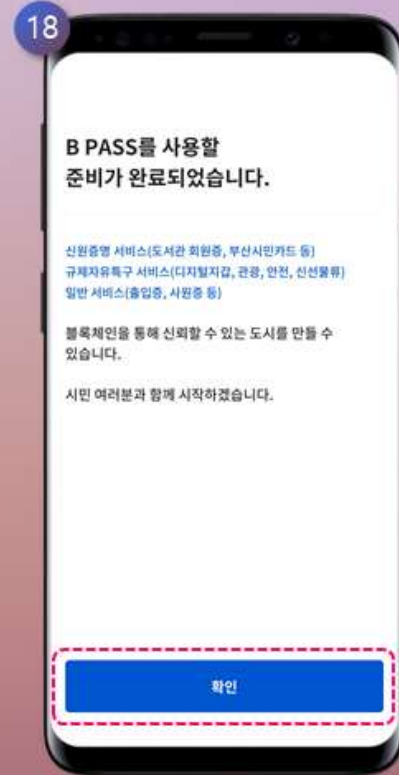 18
B PASS를 사용할
준비가 완료되었습니다.
신원증명 서비스(도서관 회원증, 부산시민카드 등)
규제자유특구 서비스(디지털지갑, 관광, 안전, 신선물류)
일반 서비스(출입증, 사원증 등)
블록체인을 통해 신뢰할 수 있는 도시를 만들 수
있습니다.
시민 여러분과 함께 시작하겠습니다.
확인